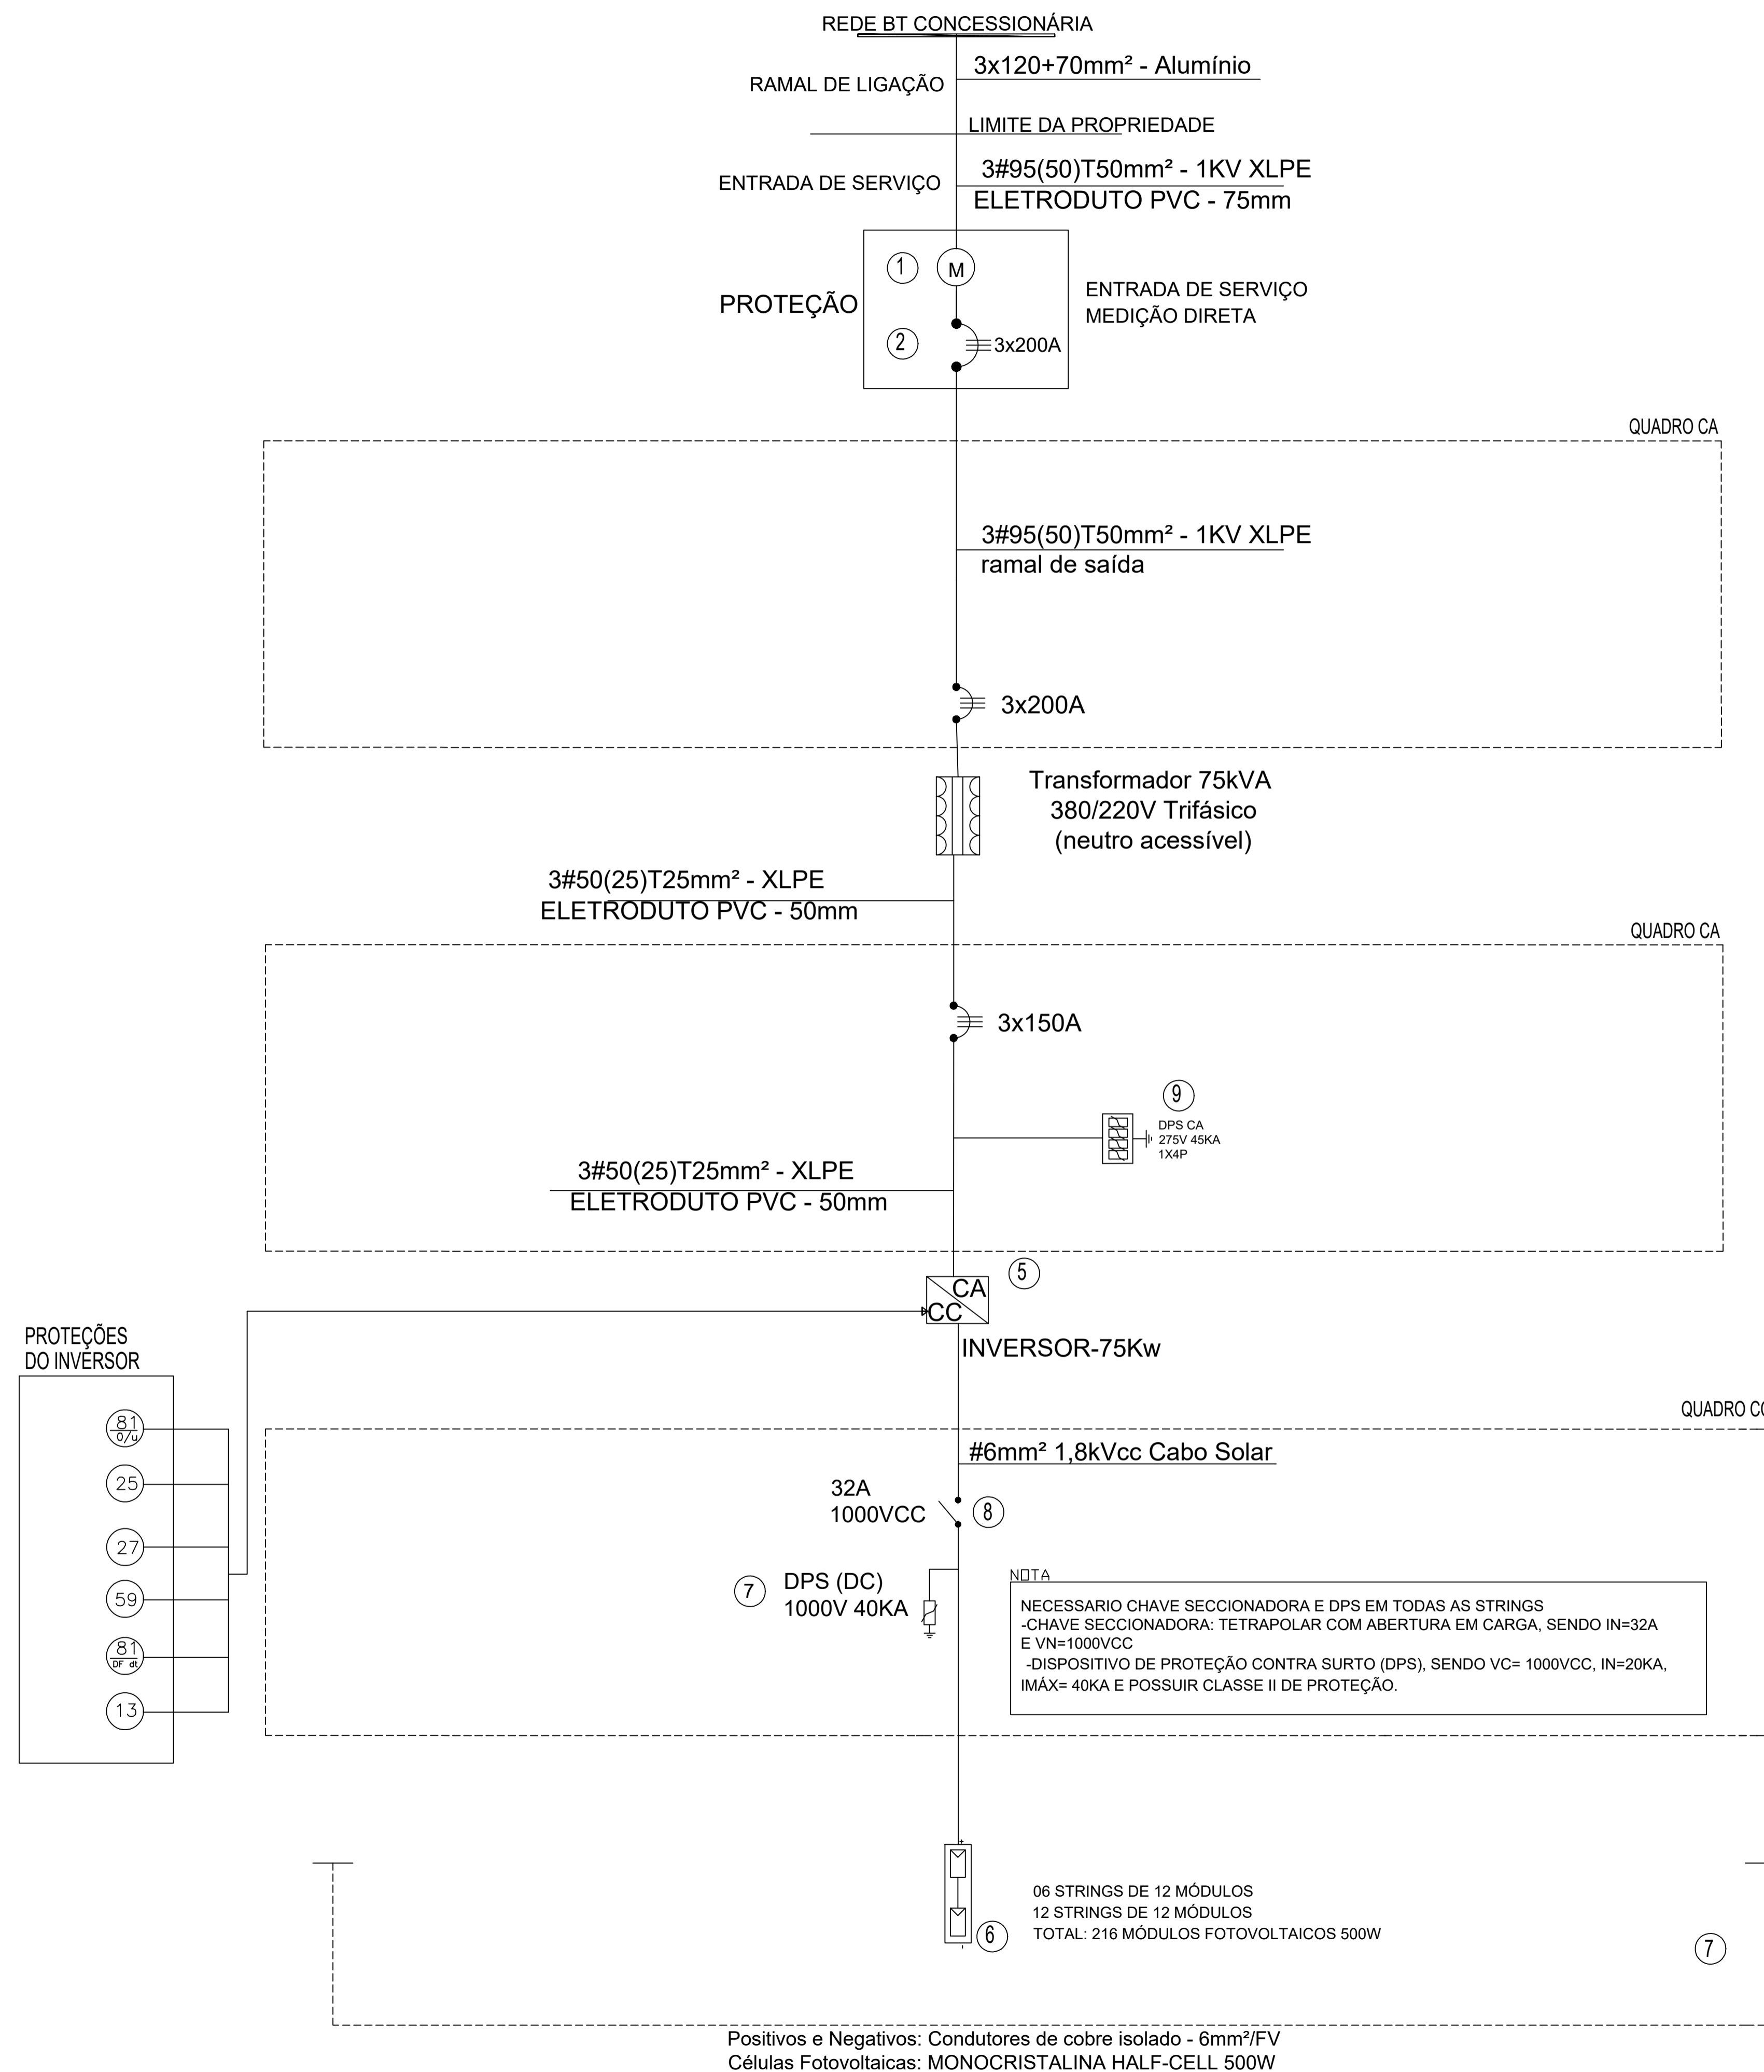 REDE BT CONCESSIONÁRIA
3x120+70mm² - Alumínio
RAMAL DE LIGAÇÃO
LIMITE DA PROPRIEDADE
3#95(50)T50mm² - 1KV XLPE
ENTRADA DE SERVIÇO
ELETRODUTO PVC - 75mm
1
M
PROTEÇÃO
ENTRADA DE SERVIÇO
MEDIÇÃO DIRETA
2
3x200A
QUADRO CA
3#95(50)T50mm² - 1KV XLPE
ramal de saída
3x200A
Transformador 75kVA
380/220V Trifásico
(neutro acessível)
3#50(25)T25mm² - XLPE
ELETRODUTO PVC - 50mm
QUADRO CA
3x150A
9
DPS CA
275V 45KA
1X4P
3#50(25)T25mm² - XLPE
ELETRODUTO PVC - 50mm
5
CA
CC
INVERSOR-75Kw
PROTEÇÕES
DO INVERSOR
81
O/u
25
27
59
81
DF dt
13
QUADRO CC
#6mm² 1,8kVcc Cabo Solar
32A
1000VCC
8
7
DPS (DC)
1000V 40KA
NOTA
NECESSARIO CHAVE SECCIONADORA E DPS EM TODAS AS STRINGS
-CHAVE SECCIONADORA: TETRAPOLAR COM ABERTURA EM CARGA, SENDO IN=32A
E VN=1000VCC
-DISPOSITIVO DE PROTEÇÃO CONTRA SURTO (DPS), SENDO VC= 1000VCC, IN=20KA,
IMÁX= 40KA E POSSUIR CLASSE II DE PROTEÇÃO.
+
-
06 STRINGS DE 12 MÓDULOS
12 STRINGS DE 12 MÓDULOS
TOTAL: 216 MÓDULOS FOTOVOLTAICOS 500W
6
7
Positivos e Negativos: Condutores de cobre isolado - 6mm²/FV
Células Fotovoltaicas: MONOCRISTALINA HALF-CELL 500W